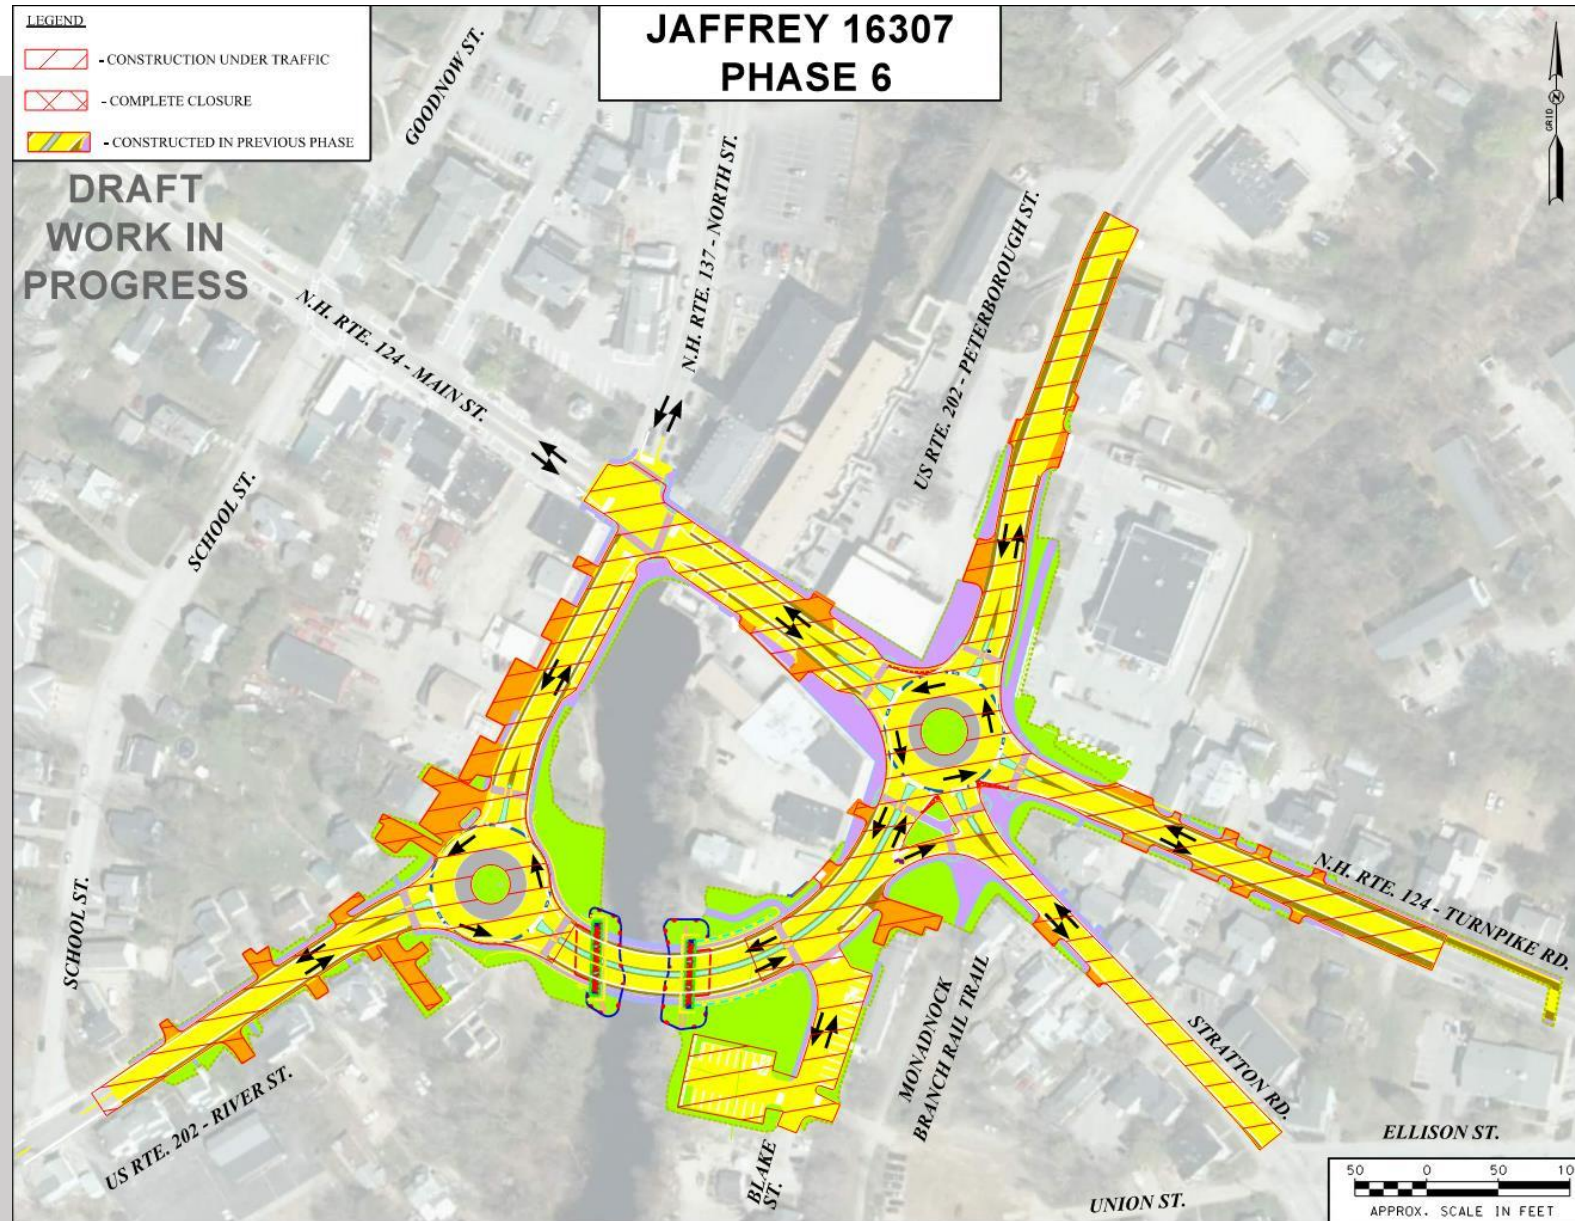 LEGEND
- CONSTRUCTION UNDER TRAFFIC
- COMPLETE CLOSURE
- CONSTRUCTED IN PREVIOUS PHASE
JAFFREY 16307
PHASE 6
DRAFT
WORK IN
PROGRESS
GRID
N
GOODNOW ST.
N.H. RTE. 137 - NORTH ST.
N.H. RTE. 124 - MAIN ST.
US RTE. 202 - PETERBOROUGH ST.
SCHOOL ST.
SCHOOL ST.
N.H. RTE. 124 - TURNPIKE RD.
STRATTON RD.
MONADNOCK
BRANCH RAIL TRAIL
US RTE. 202 - RIVER ST.
BLAKE
ST.
ELLISON ST.
UNION ST.
50 0 50 10
APPROX. SCALE IN FEET